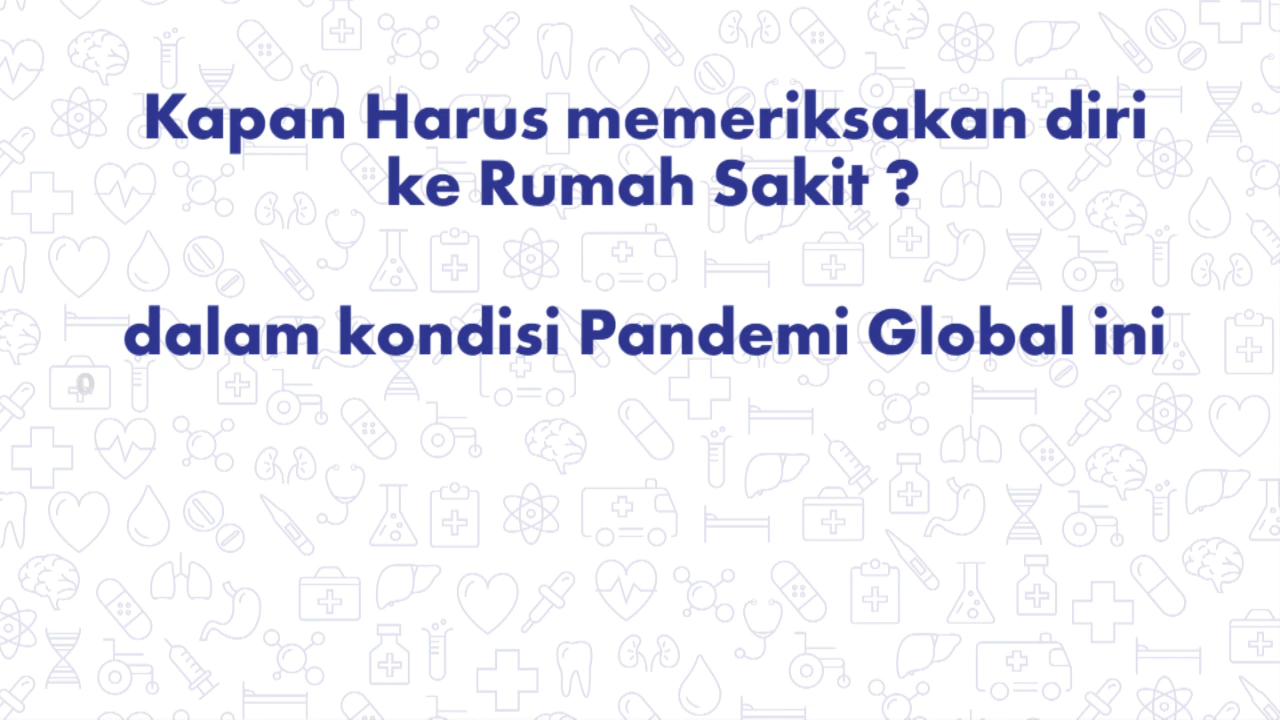 Kapan Harus memeriksakan diri
ke Rumah Sakit ?
dalam kondisi Pandemi Global ini